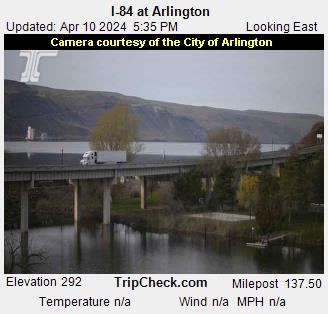 I-84 at Arlington
Updated: Apr 10 2024 5:35 PM Looking East
Camera courtesy of the City of Arlington
Elevation 292 TripCheck.com Milepost 137.50
Temperature n/a Wind n/a MPH n/a